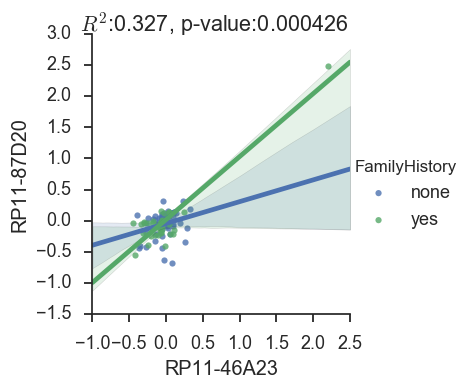 R²:0.327, p-value:0.000426
3.0
2.5
2.0
1.5
1.0
0.5
0.0
−0.5
−1.0
−1.5
RP11-87D20
−1.0 −0.5 0.0 0.5 1.0 1.5 2.0 2.5
RP11-46A23
FamilyHistory
none
yes